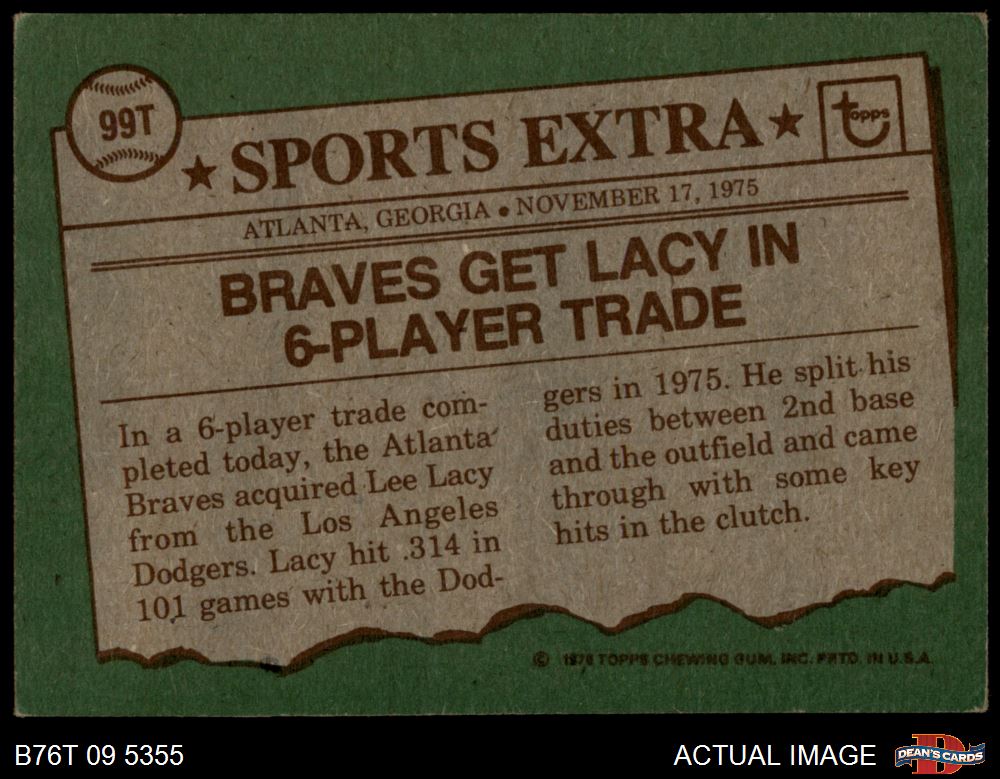 99T
★ SPORTS EXTRA ★
topps
ATLANTA, GEORGIA • NOVEMBER 17, 1975
BRAVES GET LACY IN
6-PLAYER TRADE
In a 6-player trade com-
pleted today, the Atlanta
Braves acquired Lee Lacy
from the Los Angeles
Dodgers. Lacy hit .314 in
101 games with the Dod-
gers in 1975. He split his
duties between 2nd base
and the outfield and came
through with some key
hits in the clutch.
© 1976 TOPPS CHEWING GUM, INC. PRTD. IN U.S.A.
B76T 09 5355
ACTUAL IMAGE
D
DEAN'S CARDS